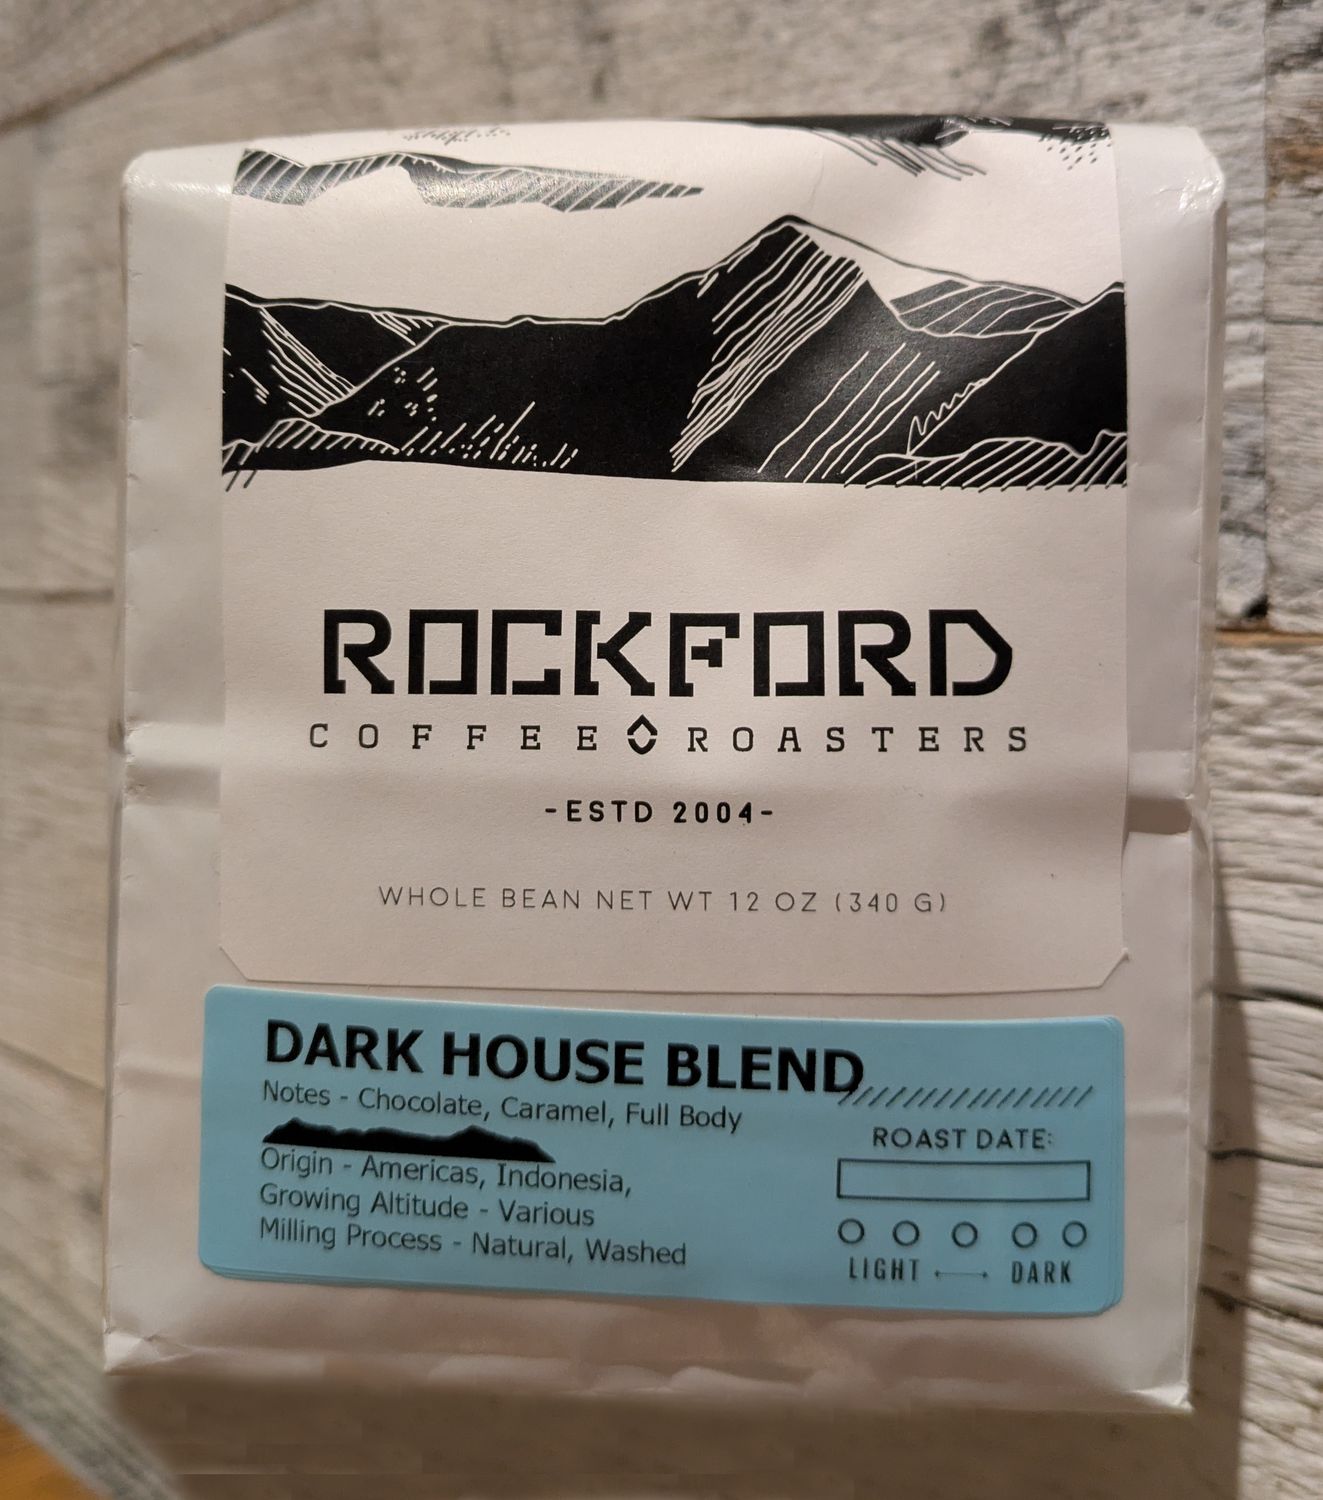 ROCKFORD
COFFEE ROASTERS
-ESTD 2004-
WHOLE BEAN NET WT 12 OZ (340 G)
DARK HOUSE BLEND
Notes - Chocolate, Caramel, Full Body
Origin - Americas, Indonesia,
Growing Altitude - Various
Milling Process - Natural, Washed
ROAST DATE:
LIGHT DARK